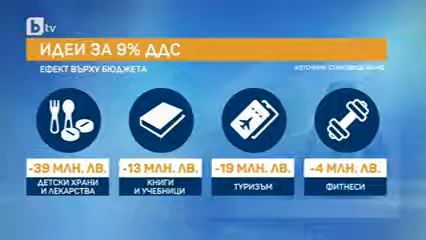 btv
ИДЕИ ЗА 9% ДДС
ЕФЕКТ ВЪРХУ БЮДЖЕТА
-39 МЛН. ЛВ.
ДЕТСКИ ХРАНИ
И ЛЕКАРСТВА
-13 МЛН. ЛВ.
КНИГИ
И УЧЕБНИЦИ
-19 МЛН. ЛВ.
ТУРИЗЪМ
-4 МЛН. ЛВ.
ФИТНЕСИ